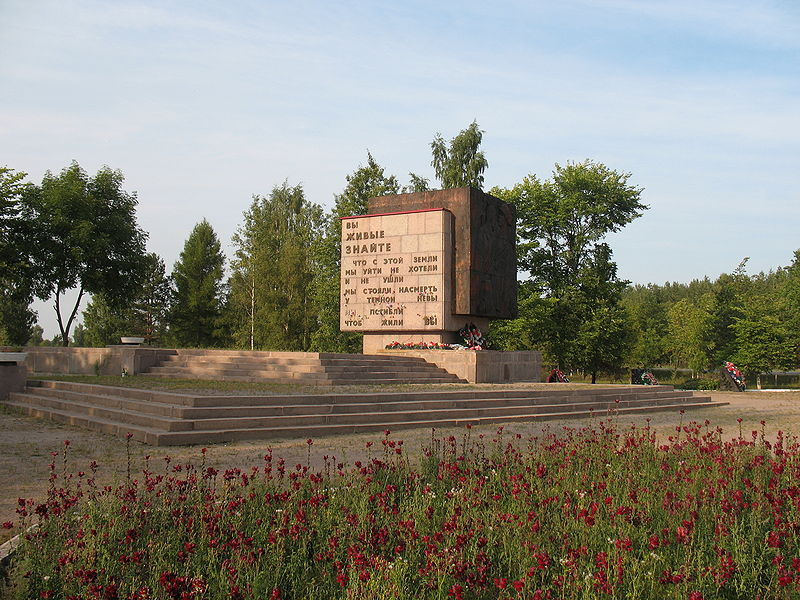 ВЫ
ЖИВЫЕ
ЗНАЙТЕ
ЧТО С ЭТОЙ ЗЕМЛИ
МЫ УЙТИ НЕ ХОТЕЛИ
И НЕ УШЛИ
МЫ СТОЯЛИ НАСМЕРТЬ
У ТЕМНОЙ НЕВЫ
МЫ ПОГИБЛИ
ЧТОБ ЖИЛИ ВЫ